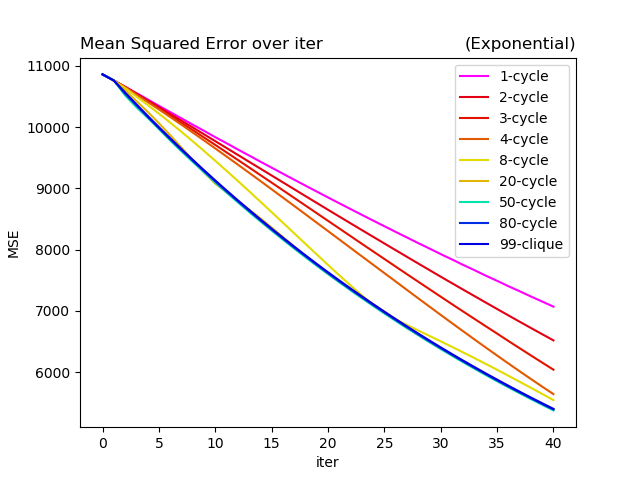 Mean Squared Error over iter (Exponential)
11000
10000
9000
8000
7000
6000
MSE
0 5 10 15 20 25 30 35 40
iter
1-cycle
2-cycle
3-cycle
4-cycle
8-cycle
20-cycle
50-cycle
80-cycle
99-clique